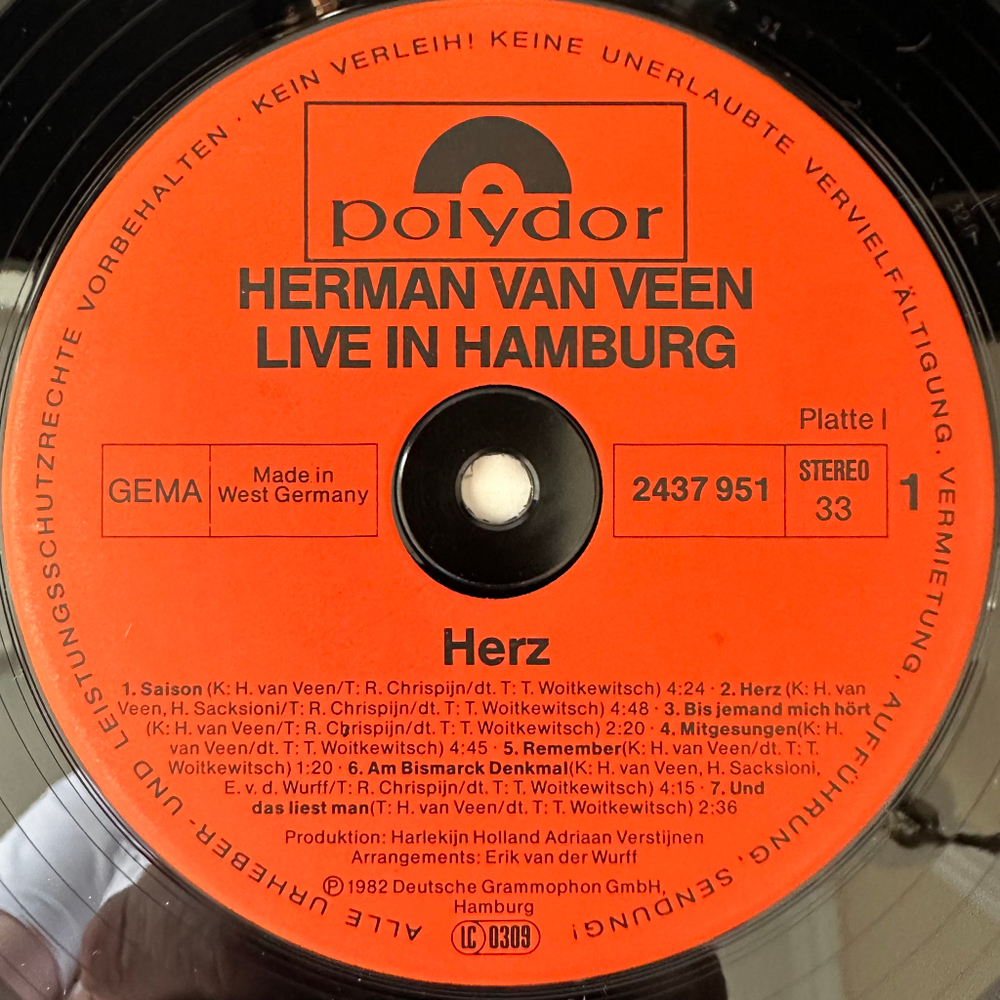 ALLE URHEBER- UND LEISTUNGSSCHUTZRECHTE VORBEHALTEN · KEIN VERLEIH! KEINE UNERLAUBTE VERVIELFÄLTIGUNG, VERMIETUNG, AUFFÜHRUNG, SENDUNG!
polydor
HERMAN VAN VEEN
LIVE IN HAMBURG
Platte I
GEMA
Made in
West Germany
2437 951
STEREO
33
1
Herz
1. Saison (K: H. van Veen/T: R. Chrispijn/dt. T: T. Woitkewitsch) 4:24 · 2. Herz (K: H. van
Veen, H. Sacksioni/T: R. Chrispijn/dt. T: T. Woitkewitsch) 4:48 · 3. Bis jemand mich hört
(K: H. van Veen/T: R. Chrispijn/dt. T: T. Woitkewitsch) 2:20 · 4. Mitgesungen(K: H.
van Veen/dt. T: T. Woitkewitsch) 4:45 · 5. Remember(K: H. van Veen/dt. T: T.
Woitkewitsch) 1:20 · 6. Am Bismarck Denkmal(K: H. van Veen, H. Sacksioni,
E. v. d. Wurff/T: R. Chrispijn/dt. T: T. Woitkewitsch) 4:15 · 7. Und
das liest man(T: H. van Veen/dt. T: T. Woitkewitsch) 2:36
Produktion: Harlekijn Holland Adriaan Verstijnen
Arrangements: Erik van der Wurff
℗ 1982 Deutsche Grammophon GmbH,
Hamburg
LC 0309